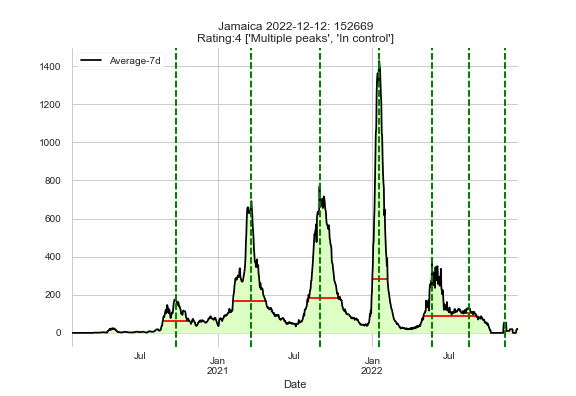 Jamaica 2022-12-12: 152669
Rating:4 ['Multiple peaks', 'In control']
Average-7d
1400
1200
1000
800
600
400
200
0
Jul
Jan
2021
Jul
Jan
2022
Jul
Date